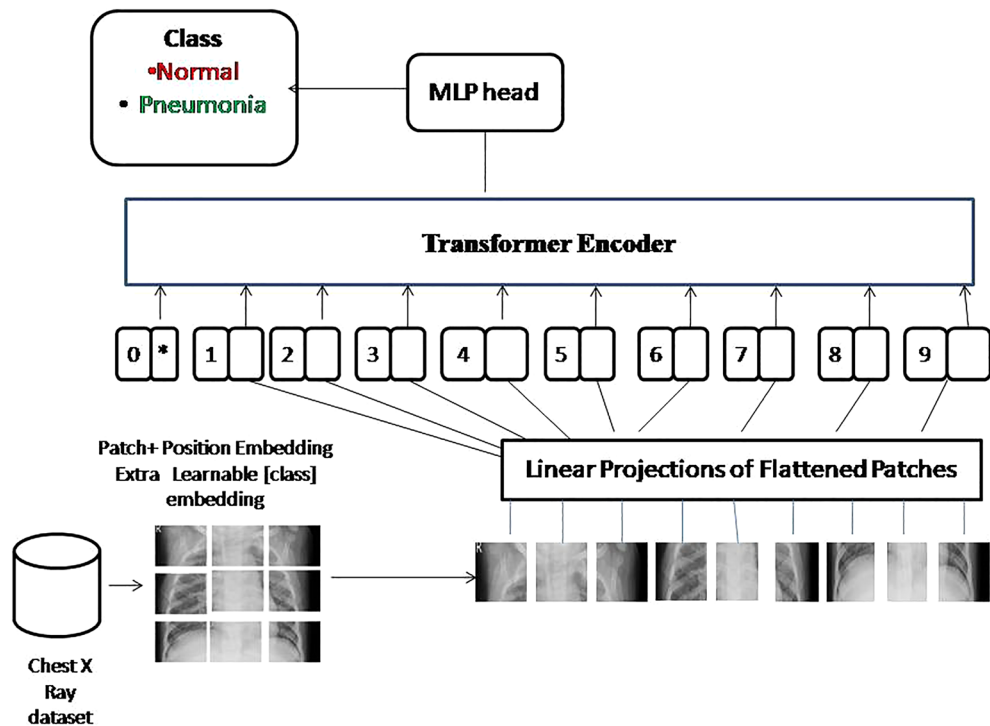 Class
•Normal
• Pneumonia
MLP head
Transformer Encoder
0 * 1 2 3 4 5 6 7 8 9
Patch+ Position Embedding
Extra Learnable [class]
embedding
Linear Projections of Flattened Patches
R
R
Chest X
Ray
dataset